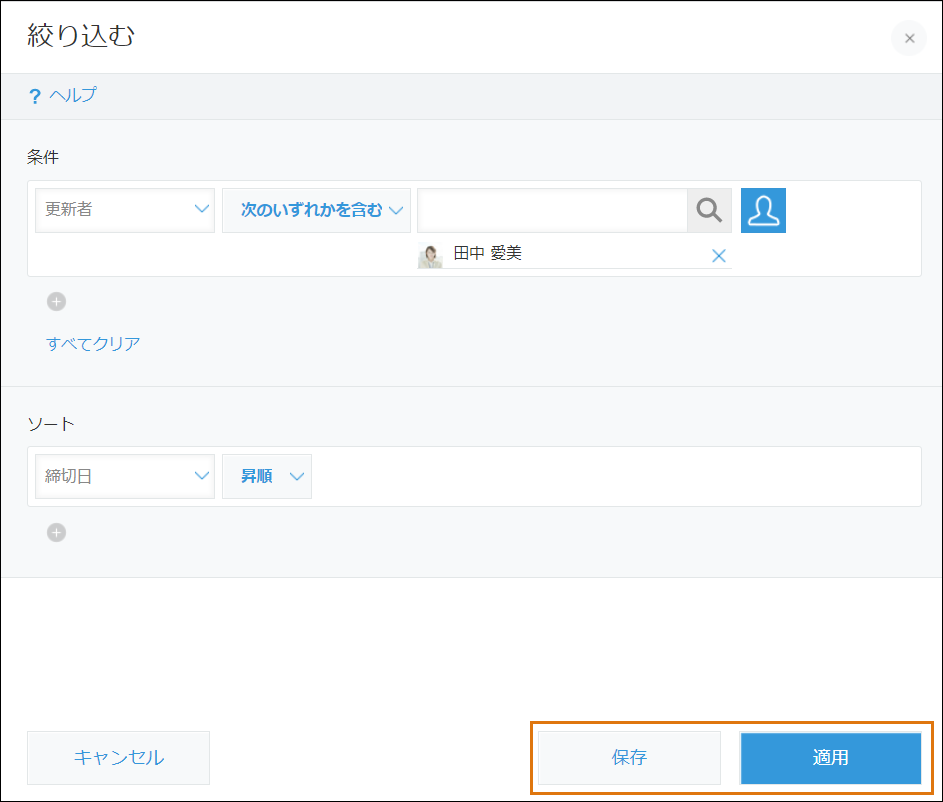 絞り込む
? ヘルプ
条件
更新者 次のいずれかを含む
田中 愛美
すべてクリア
ソート
締切日 昇順
キャンセル 保存 適用